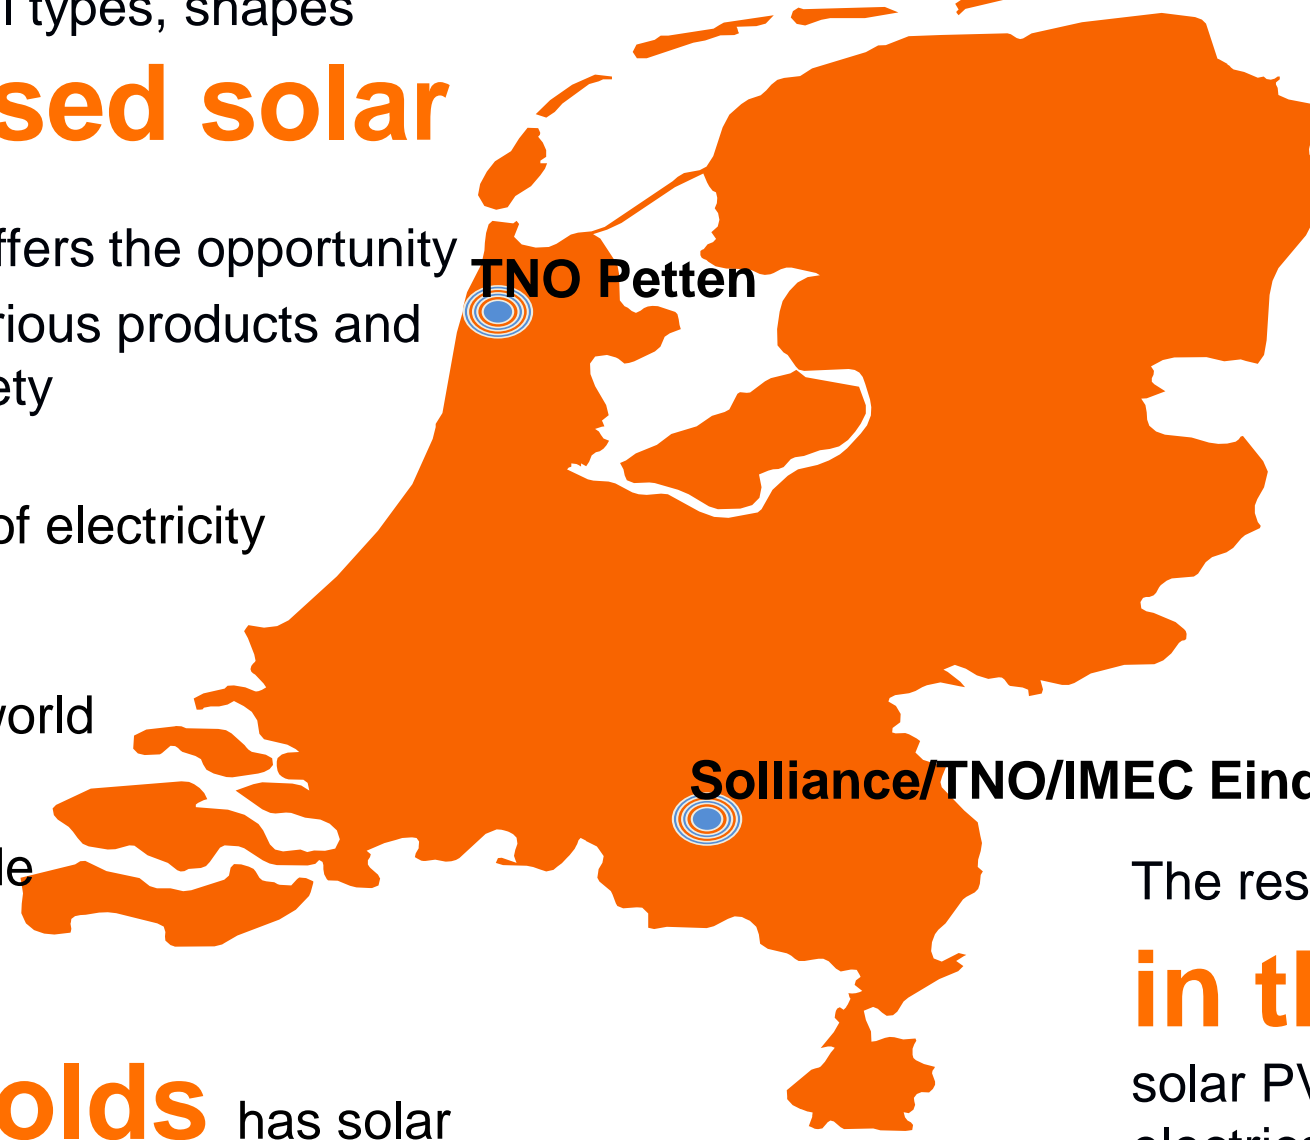 types, shapes
sed solar
ffers the opportunity
rious products and
ety
of electricity
world
le
olds has solar
TNO Petten
Solliance/TNO/IMEC Eind
The res
in th
solar PV